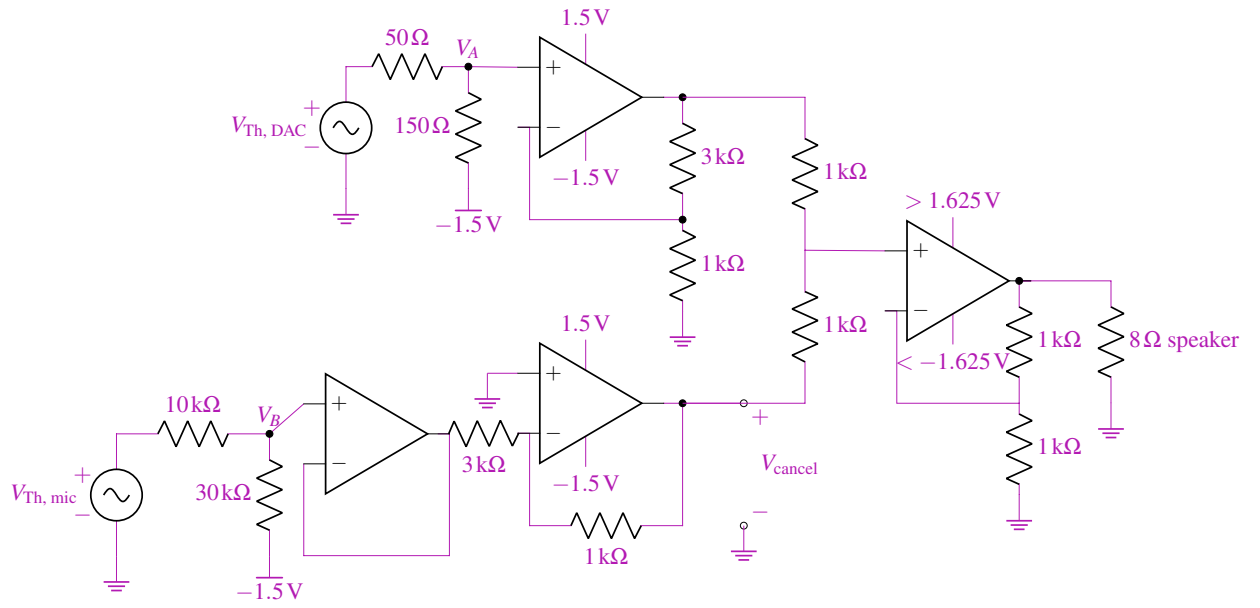 1.5 V
50 Ω
V_A
+
−
+
−
V_Th, DAC
150 Ω
−1.5 V
−1.5 V
3 kΩ
1 kΩ
1 kΩ
> 1.625 V
+
−
< −1.625 V
1 kΩ
1 kΩ
8 Ω speaker
1 kΩ
1.5 V
+
−
−1.5 V
10 kΩ
V_B
+
−
3 kΩ
+
−
V_Th, mic
30 kΩ
−1.5 V
1 kΩ
+
V_cancel
−